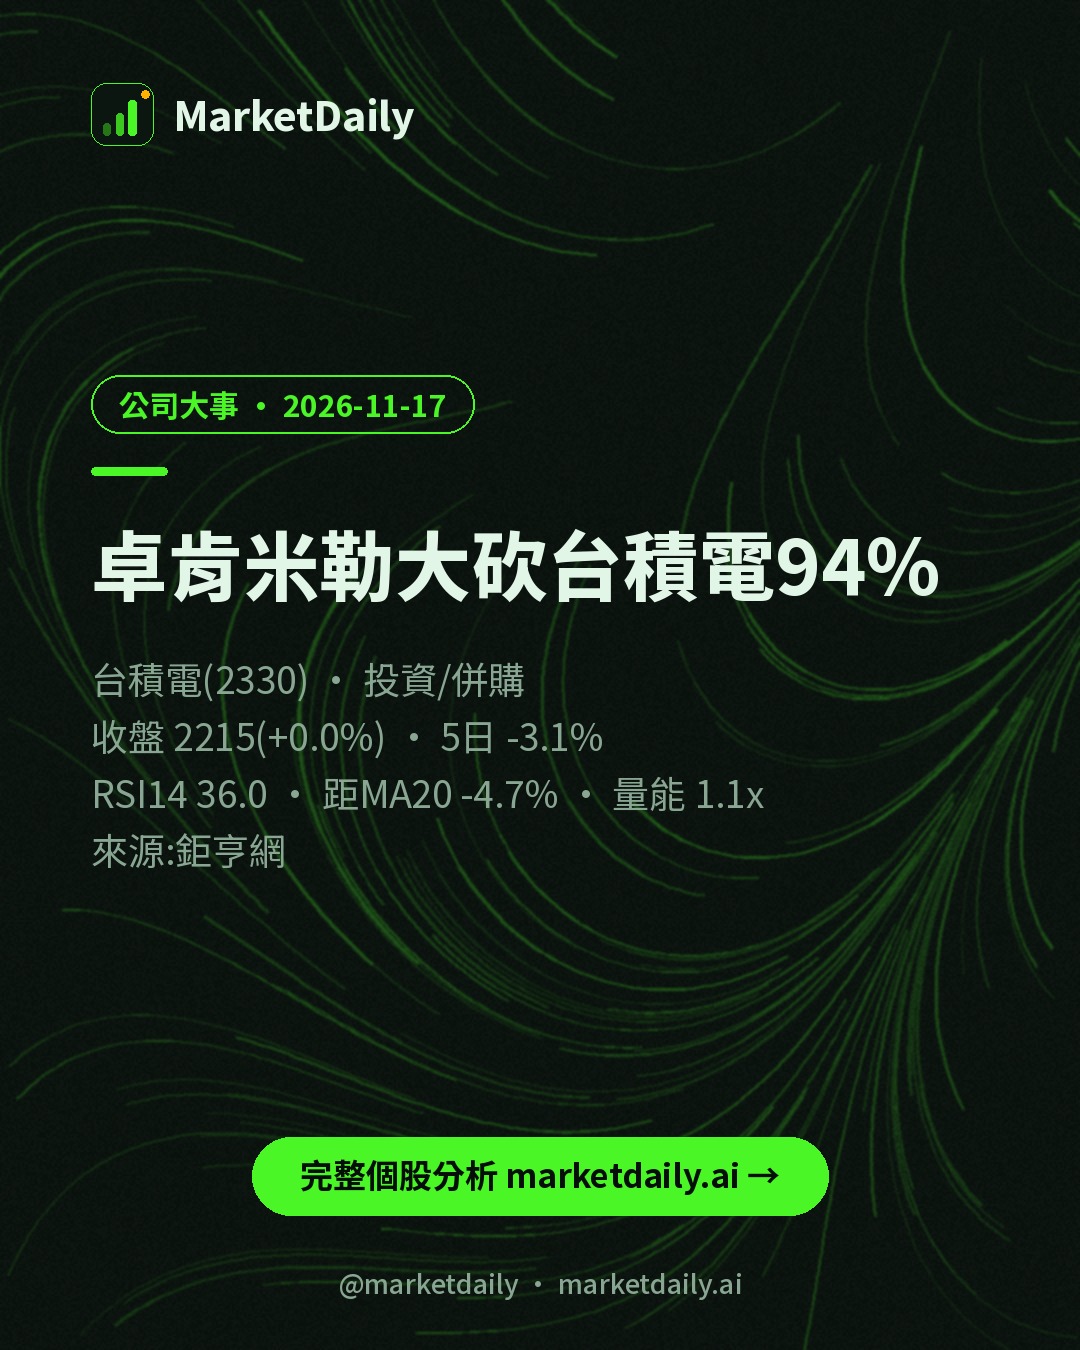 MarketDaily
公司大事 • 2026-11-17
卓肯米勒大砍台積電94%
台積電(2330) • 投資/併購
收盤 2215(+0.0%) • 5日 -3.1%
RSI14 36.0 • 距MA20 -4.7% • 量能 1.1x
來源:鉅亨網
完整個股分析 marketdaily.ai →
@marketdaily • marketdaily.ai